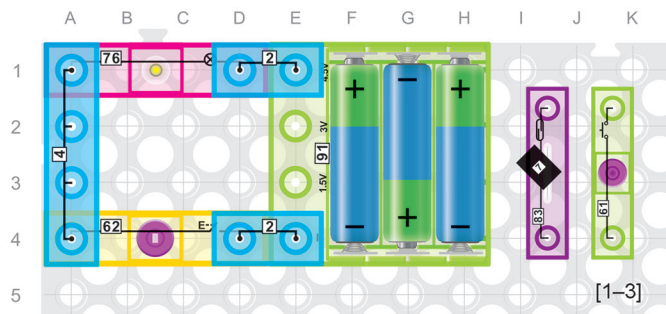 A B C D E F G H I J K
1 76 2 4.5V + − +
2 3V
4 91 7
3 1.5V
83 61
4 62 E- 2 − + −
5 [1–3]